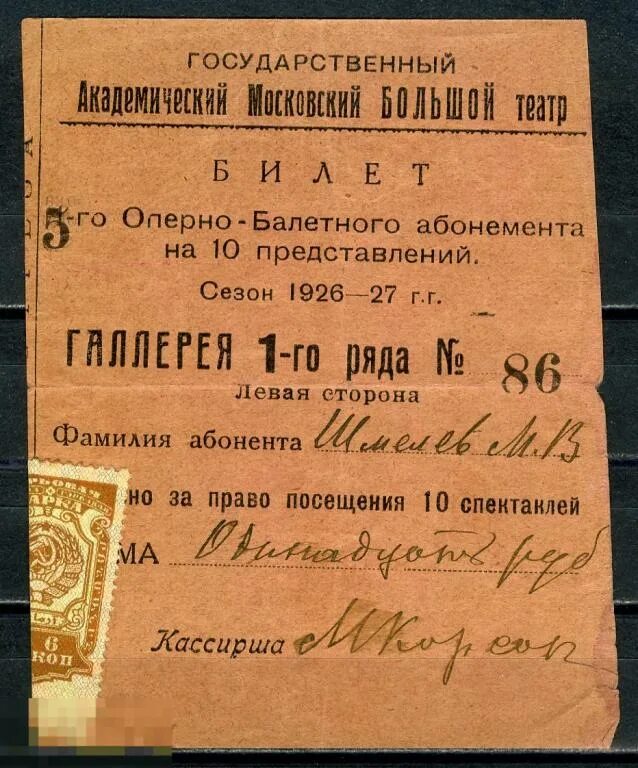 ГОСУДАРСТВЕННЫЙ
Академический Московский БОЛЬШОЙ театр
БИЛЕТ
5-го Оперно-Балетного абонемента
на 10 представлений.
Сезон 1926—27 г.г.
ГАЛЛЕРЕЯ 1-го ряда № 86
Левая сторона
Фамилия абонента Шмелев М. В
но за право посещения 10 спектаклей
МА Одинадцать руб
Кассирша
6
КОП